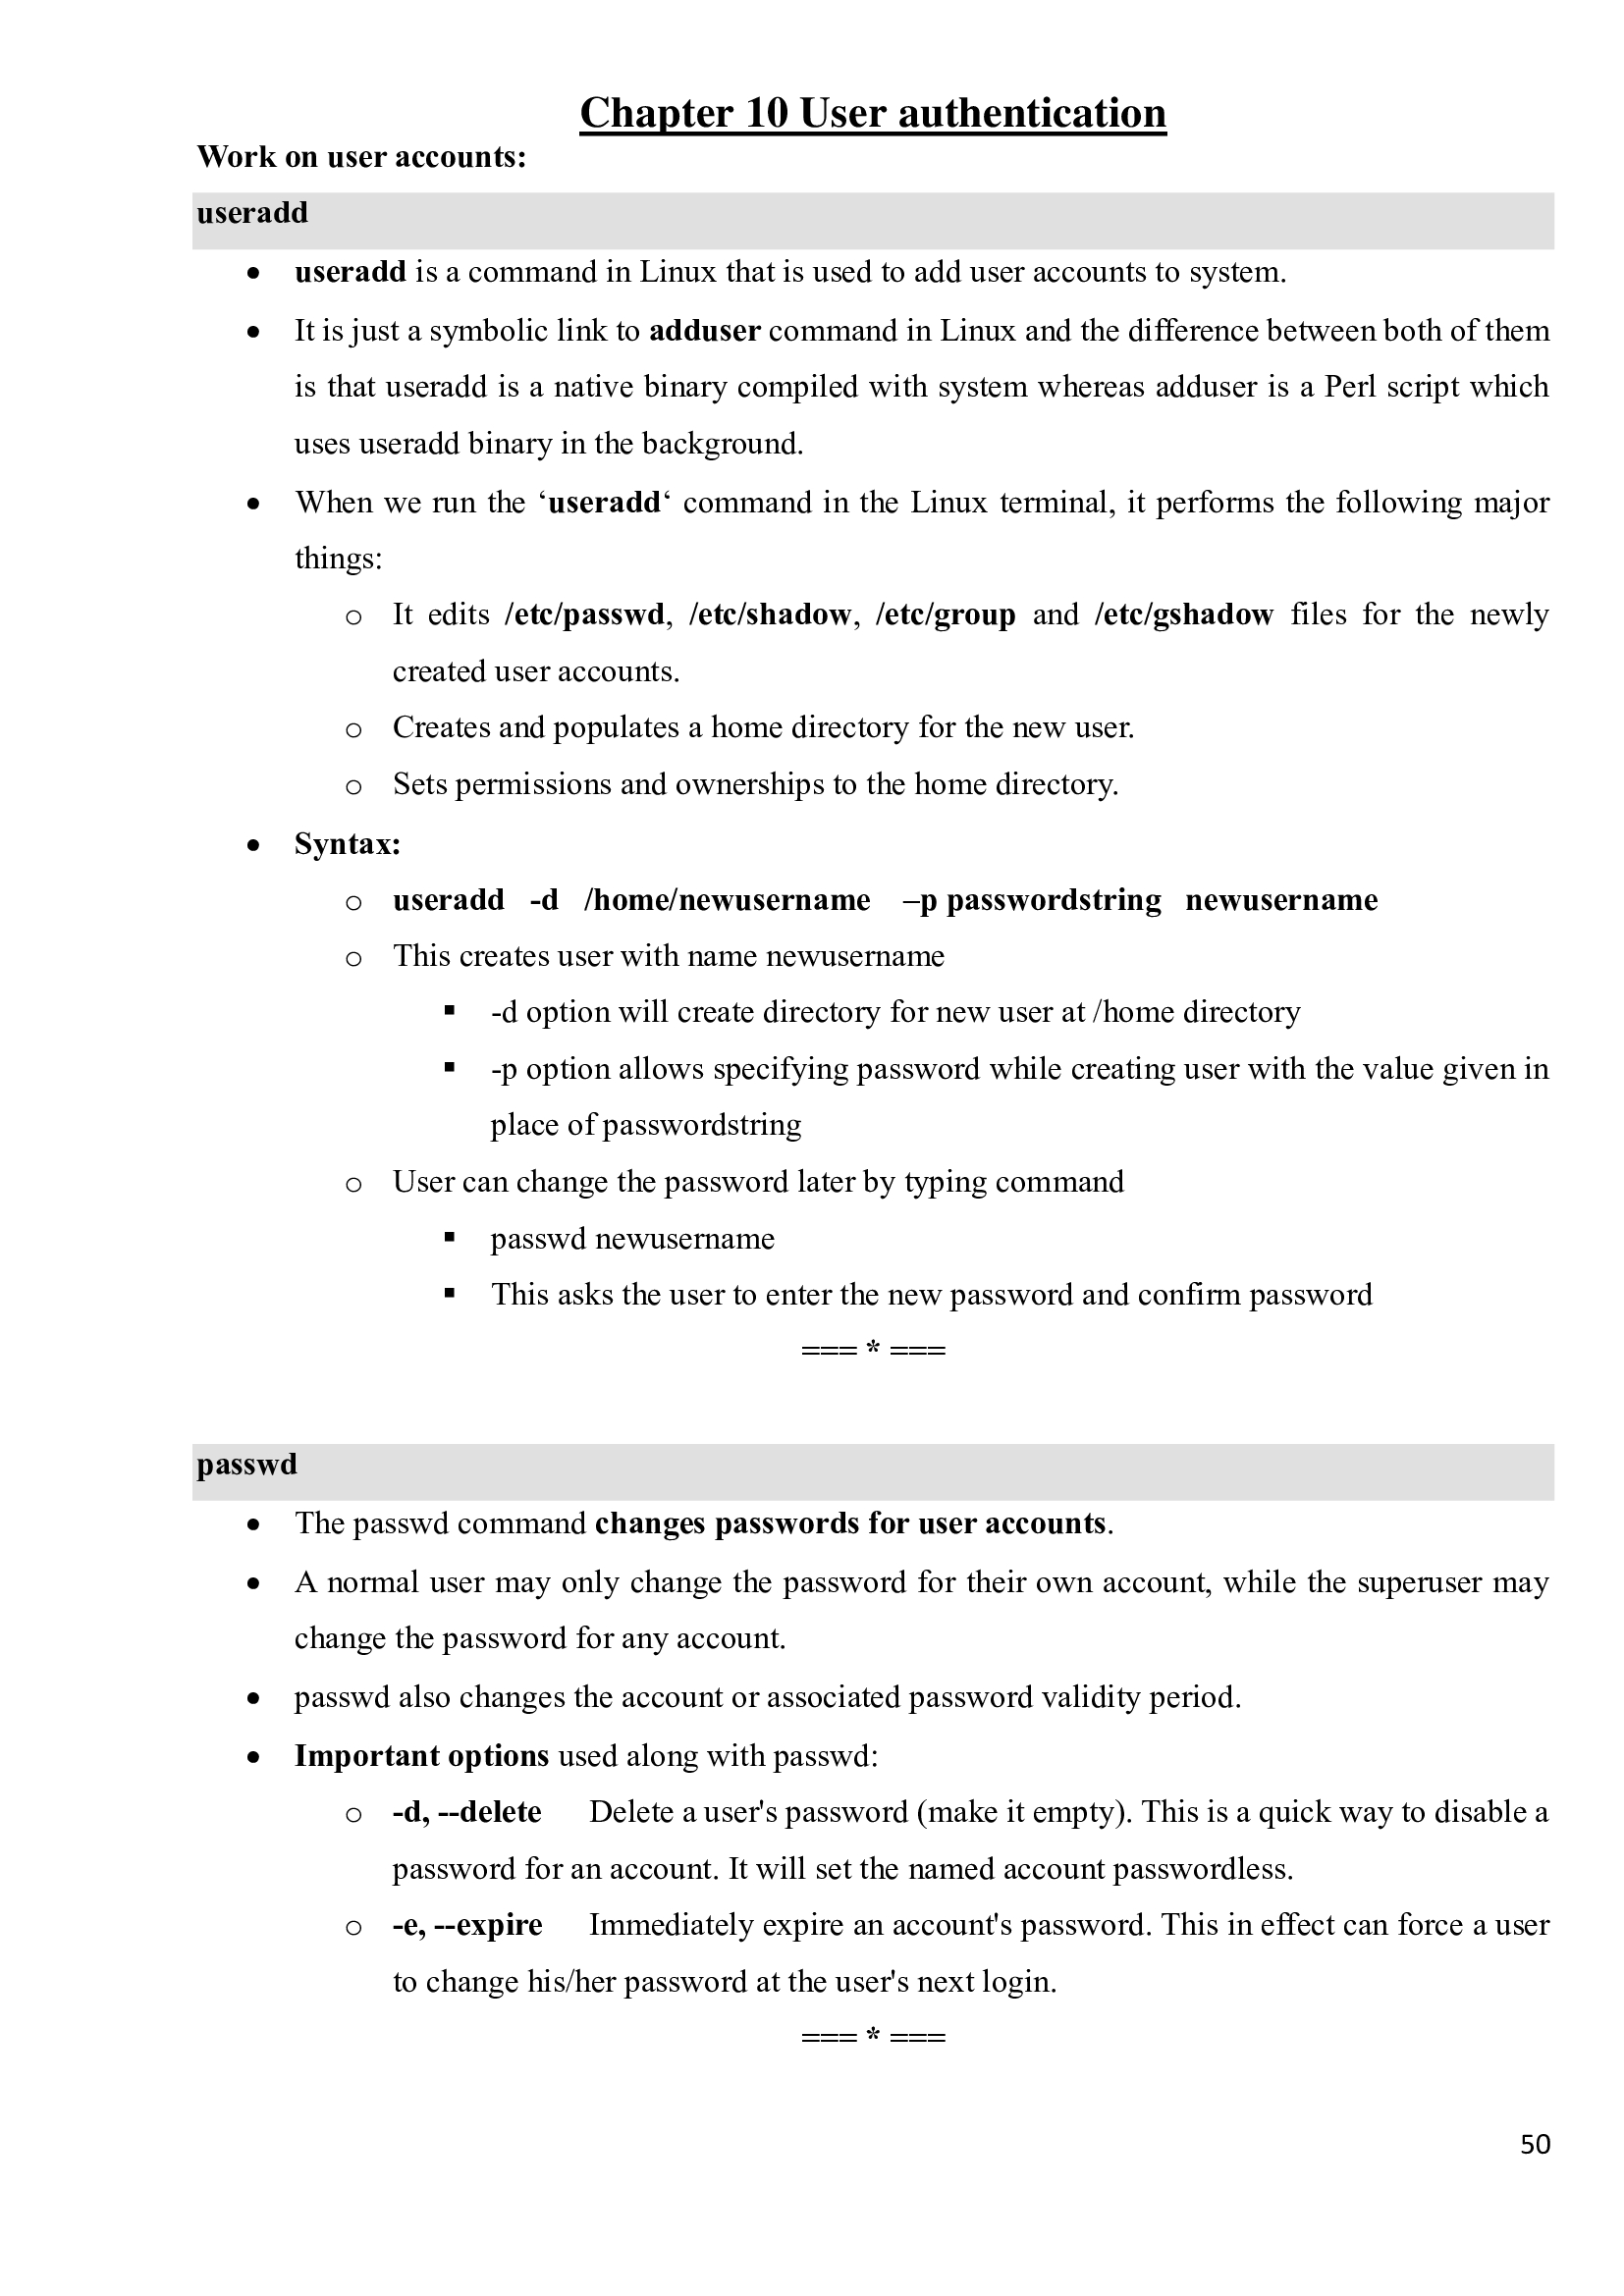 Chapter 10 User authentication
Work on user accounts:
useradd
• useradd is a command in Linux that is used to add user accounts to system.
• It is just a symbolic link to adduser command in Linux and the difference between both of them
is that useradd is a native binary compiled with system whereas adduser is a Perl script which
uses useradd binary in the background.
• When we run the ‘useradd‘ command in the Linux terminal, it performs the following major
things:
o It edits /etc/passwd, /etc/shadow, /etc/group and /etc/gshadow files for the newly
created user accounts.
o Creates and populates a home directory for the new user.
o Sets permissions and ownerships to the home directory.
• Syntax:
o useradd -d /home/newusername –p passwordstring newusername
o This creates user with name newusername
▪ -d option will create directory for new user at /home directory
▪ -p option allows specifying password while creating user with the value given in
place of passwordstring
o User can change the password later by typing command
▪ passwd newusername
▪ This asks the user to enter the new password and confirm password
=== * ===
passwd
• The passwd command changes passwords for user accounts.
• A normal user may only change the password for their own account, while the superuser may
change the password for any account.
• passwd also changes the account or associated password validity period.
• Important options used along with passwd:
o -d, --delete Delete a user's password (make it empty). This is a quick way to disable a
password for an account. It will set the named account passwordless.
o -e, --expire Immediately expire an account's password. This in effect can force a user
to change his/her password at the user's next login.
=== * ===
50